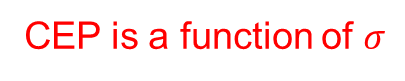 CEP is a function of σ